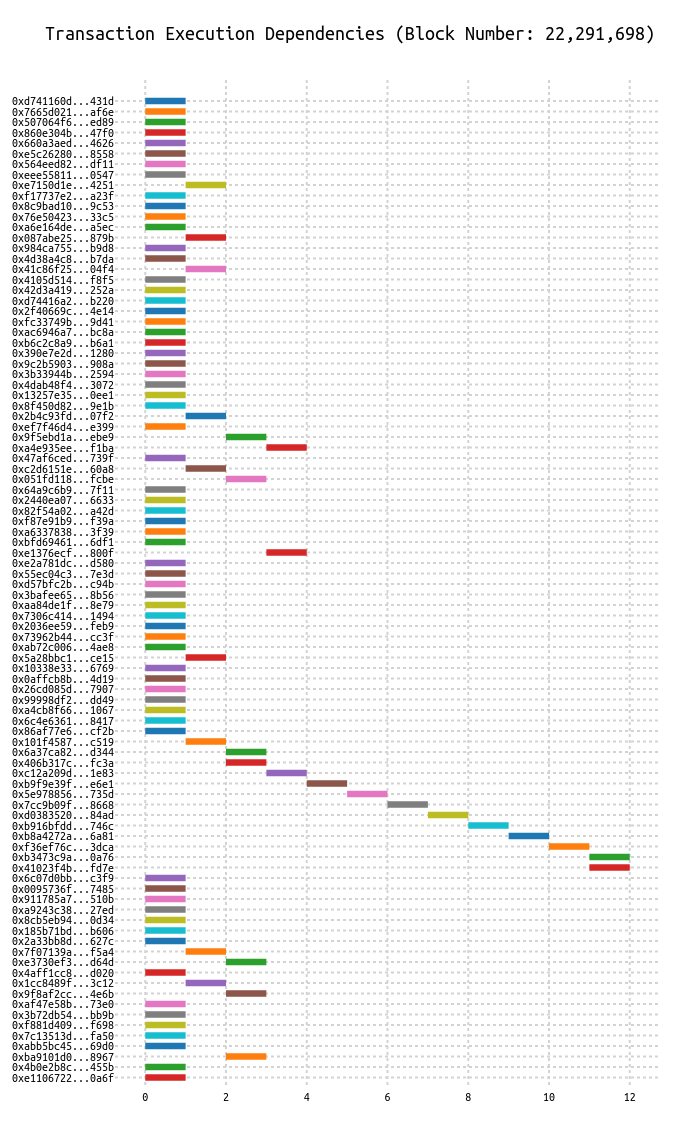 Transaction Execution Dependencies (Block Number: 22,291,698)
0xd741160d...431d
0x7665d021...af6e
0x507064f6...ed89
0x860e304b...47f0
0x660a3aed...4626
0xe5c26280...8558
0x564eed82...df11
0xeee55811...0547
0xe7150d1e...4251
0xf17737e2...a23f
0x8c9bad10...9c53
0x76e50423...33c5
0xa6e164de...a5ec
0x087abe25...879b
0x984ca755...b9d8
0x4d38a4c8...b7da
0x41c86f25...04f4
0x4105d514...f8f5
0x42d3a419...252a
0xd74416a2...b220
0x2f40669c...4e14
0xfc33749b...9d41
0xac6946a7...bc8a
0xb6c2c8a9...b6a1
0x390e7e2d...1280
0x9c2b5903...908a
0x3b33944b...2594
0x4dab48f4...3072
0x13257e35...0ee1
0x8f450d82...9e1b
0x2b4c93fd...07f2
0xef7f46d4...e399
0x9f5ebd1a...ebe9
0xa4e935ee...f1ba
0x47af6ced...739f
0xc2d6151e...60a8
0x051fd118...fcbe
0x64a9c6b9...7f11
0x2440ea07...6633
0x82f54a02...a42d
0xf87e91b9...f39a
0xa6337838...3f39
0xbfd69461...6df1
0xe1376ecf...800f
0xe2a781dc...d580
0x55ec04c3...7e3d
0xd57bfc2b...c94b
0x3bafee65...8b56
0xaa84de1f...8e79
0x7306c414...1494
0x2036ee59...feb9
0x73962b44...cc3f
0xab72c006...4ae8
0x5a28bbc1...ce15
0x10338e33...6769
0x0affcb8b...4d19
0x26cd085d...7907
0x99998df2...dd49
0xa4cb8f66...1067
0x6c4e6361...8417
0x86af77e6...cf2b
0x101f4587...c519
0x6a37ca82...d344
0x406b317c...fc3a
0xc12a209d...1e83
0xb9f9e39f...e6e1
0x5e978856...735d
0x7cc9b09f...8668
0xd0383520...84ad
0xb916bfdd...746c
0xb8a4272a...6a81
0xf36ef76c...3dca
0xb3473c9a...0a76
0x41023f4b...fd7e
0x6c07d0bb...c3f9
0x0095736f...7485
0x911785a7...510b
0xa9243c38...27ed
0x8cb5eb94...0d34
0x185b71bd...b606
0x2a33bb8d...627c
0x7f07139a...f5a4
0xe3730ef3...d64d
0x4aff1cc8...d020
0x1cc8489f...3c12
0x9f8af2cc...4e6b
0xaf47e58b...73e0
0x3b72db54...bb9b
0xf881d409...f698
0x7c13513d...fa50
0xabb5bc45...69d0
0xba9101d0...8967
0x4b0e2b8c...455b
0xe1106722...0a6f
0 2 4 6 8 10 12